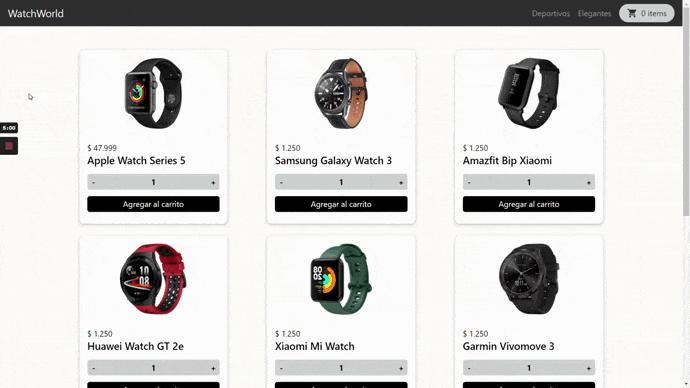 WatchWorld
Deportivos Elegantes 0 items
5:00
$ 47.999
Apple Watch Series 5
- 1 +
Agregar al carrito
$ 1.250
Samsung Galaxy Watch 3
- 1 +
Agregar al carrito
$ 1.250
Amazfit Bip Xiaomi
- 1 +
Agregar al carrito
$ 1.250
Huawei Watch GT 2e
- 1 +
$ 1.250
Xiaomi Mi Watch
- 1 +
$ 1.250
Garmin Vivomove 3
- 1 +